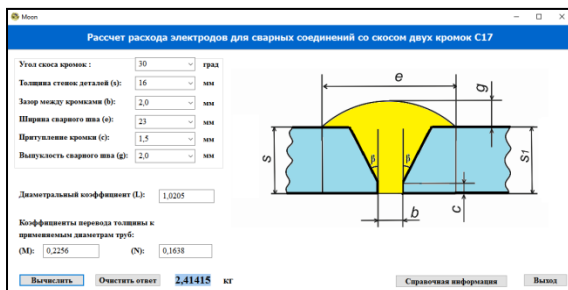 Moon
Рассчет расхода электродов для сварных соединений со скосом двух кромок С17
Угол скоса кромок : 30 град
Толщина стенок деталей (s): 16 мм
Зазор между кромками (b): 2,0 мм
Ширина сварного шва (e): 23 мм
Притупление кромки (c): 1,5 мм
Выпуклость сварного шва (g): 2,0 мм
e
g
s
β
β
s1
b
c
Диаметральный коэффициент (L): 1,0205
Коэффициенты перевода толщины к
применяемым диаметрам труб:
(M): 0,2256 (N): 0,1638
Вычислить Очистить ответ 2,41415 кг Справочная информация Выход